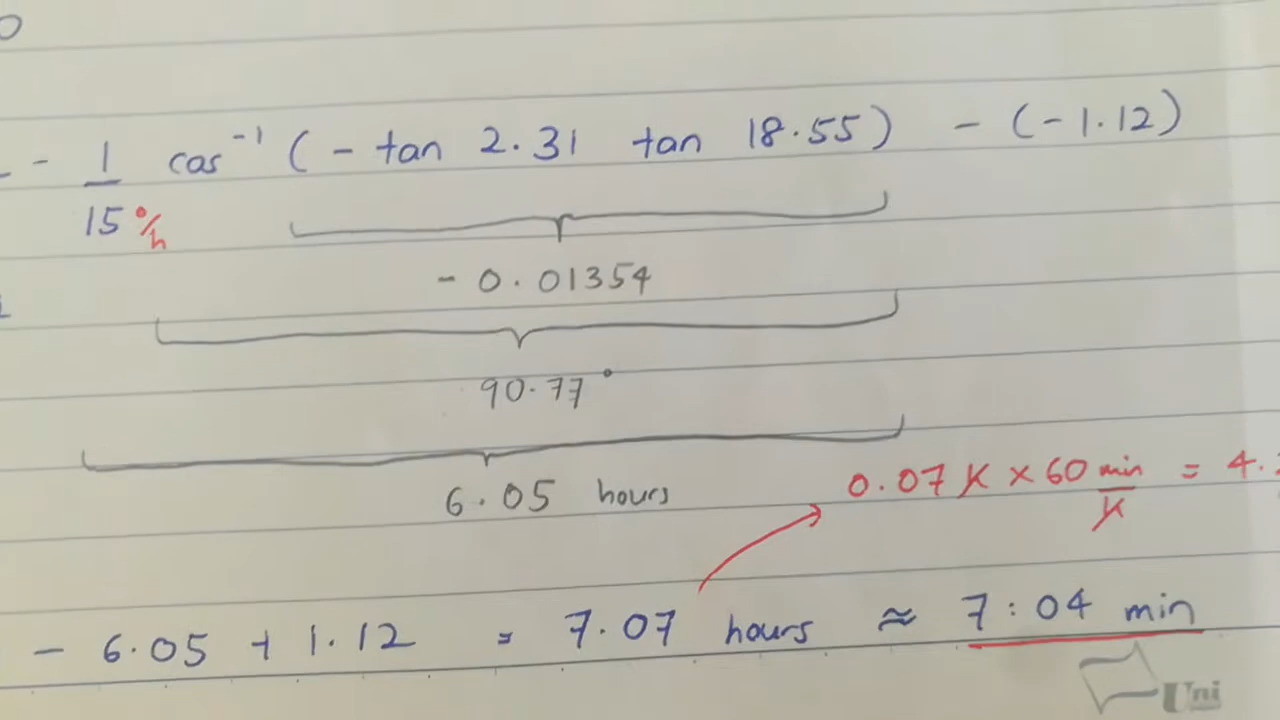 - 1/15 °/h cos⁻¹ (- tan 2.31 tan 18.55) - (-1.12)
- 0.01354
90.77°
6.05 hours
0.07 h × 60 min/h = 4.
- 6.05 + 1.12 = 7.07 hours ≈ 7:04 min
Uni